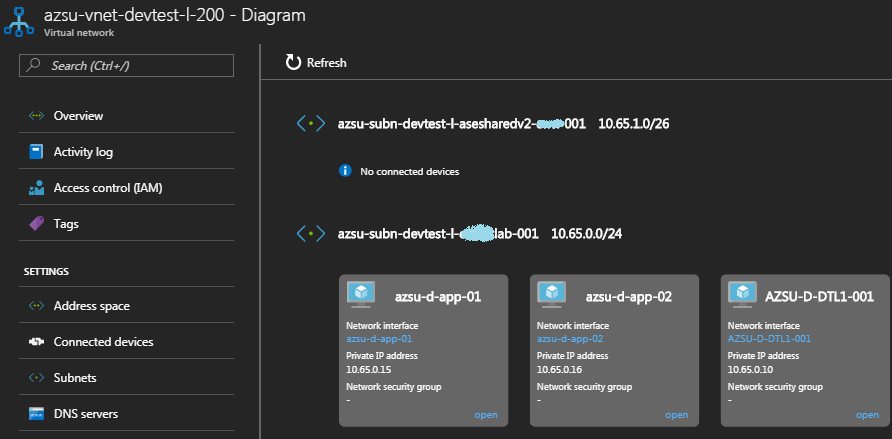 azsu-vnet-devtest-l-200 - Diagram
Virtual network
Search (Ctrl+/)
Overview
Activity log
Access control (IAM)
Tags
SETTINGS
Address space
Connected devices
Subnets
DNS servers
Refresh
azsu-subn-devtest-l-asesharedv2- 001 10.65.1.0/26
No connected devices
azsu-subn-devtest-l- lab-001 10.65.0.0/24
azsu-d-app-01
Network interface
azsu-d-app-01
Private IP address
10.65.0.15
Network security group
-
open
azsu-d-app-02
Network interface
azsu-d-app-02
Private IP address
10.65.0.16
Network security group
-
open
AZSU-D-DTL1-001
Network interface
AZSU-D-DTL1-001
Private IP address
10.65.0.10
Network security group
-
open